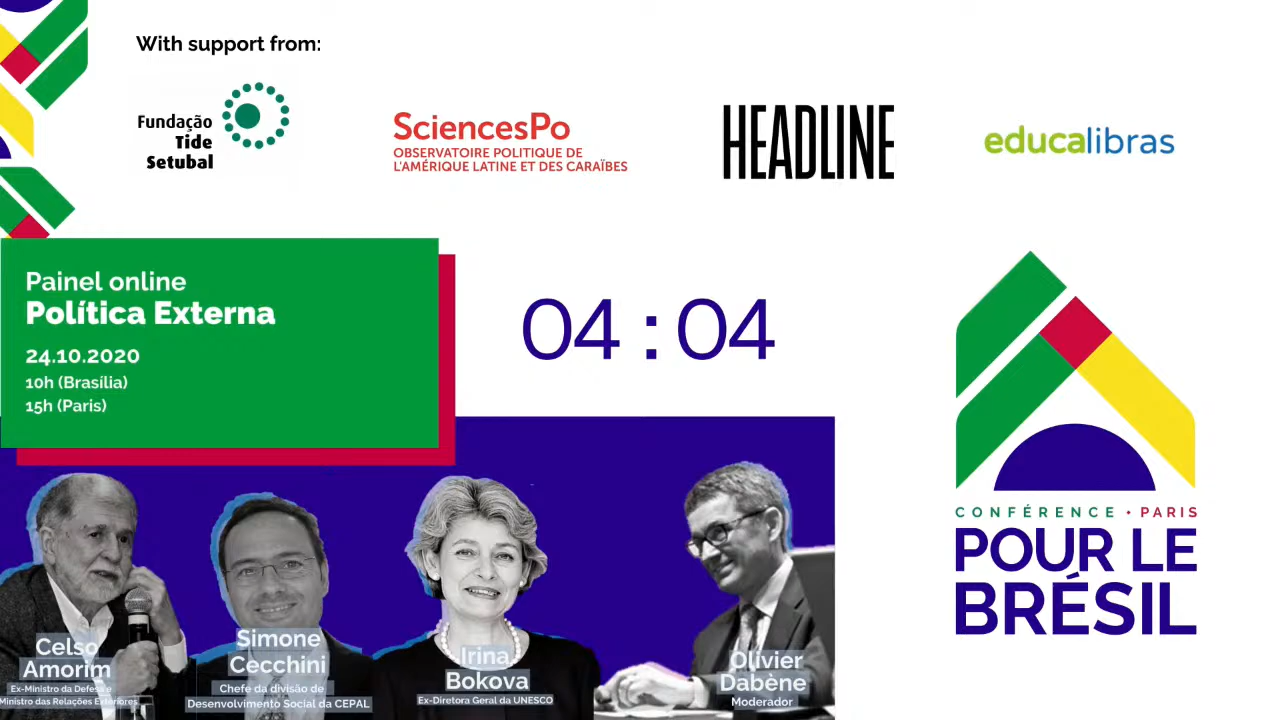 With support from:
Fundação
Tide
Setubal
SciencesPo
OBSERVATOIRE POLITIQUE DE
L'AMÉRIQUE LATINE ET DES CARAÏBES
HEADLINE
educalibras
Painel online
Política Externa
24.10.2020
10h (Brasília)
15h (Paris)
04 : 04
CONFÉRENCE • PARIS
POUR LE
BRÉSIL
Celso
Amorim
Ex-Ministro da Defesa e
Ministro das Relações Exteriores
Simone
Cecchini
Chefe da divisão de
Desenvolvimento Social da CEPAL
Irina
Bokova
Ex-Diretora Geral da UNESCO
Olivier
Dabène
Moderador